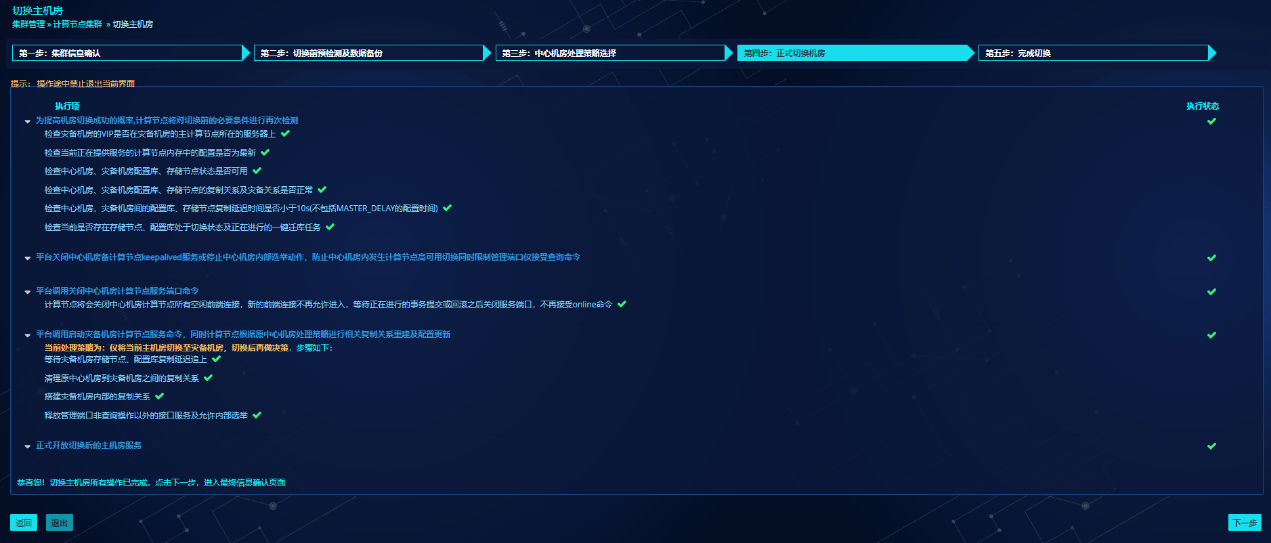 切换主机房
集群管理 » 计算节点集群 » 切换主机房
第一步：集群信息确认
第二步：切换前预检测及数据备份
第三步：中心机房处理策略选择
第四步：正式切换机房
第五步：完成切换
提示： 操作途中禁止退出当前界面
执行项 执行状态
为提高机房切换成功的概率,计算节点将对切换前的必要条件进行再次检测
检查灾备机房的VIP是否在灾备机房的主计算节点所在的服务器上
检查当前正在提供服务的计算节点内存中的配置是否为最新
检查中心机房、灾备机房配置库、存储节点状态是否可用
检查中心机房、灾备机房配置库、存储节点的复制关系及灾备关系是否正常
检查中心机房、灾备机房间的配置库、存储节点复制延迟时间是否小于10s(不包括MASTER_DELAY的配置时间)
检查当前是否存在存储节点、配置库处于切换状态及正在进行的一键迁库任务
平台关闭中心机房备计算节点keepalived服务或停止中心机房内部选举动作，防止中心机房内发生计算节点高可用切换同时限制管理端口仅接受查询命令
平台调用关闭中心机房计算节点服务端口命令
计算节点将会关闭中心机房计算节点所有空闲前端连接，新的前端连接不再允许进入，等待正在进行的事务提交或回滚之后关闭服务端口，不再接受online命令
平台调用启动灾备机房计算节点服务命令，同时计算节点根据原中心机房处理策略进行相关复制关系重建及配置更新
当前处理策略为：仅将当前主机房切换至灾备机房，切换后再做决策，步骤如下：
等待灾备机房存储节点、配置库复制延迟追上
清理原中心机房到灾备机房之间的复制关系
搭建灾备机房内部的复制关系
释放管理端口非查询操作以外的接口服务及允许内部选举
正式开放切换后的主机房服务
恭喜您！切换主机房所有操作已完成，点击下一步，进入最终信息确认页面
返回 退出 下一步